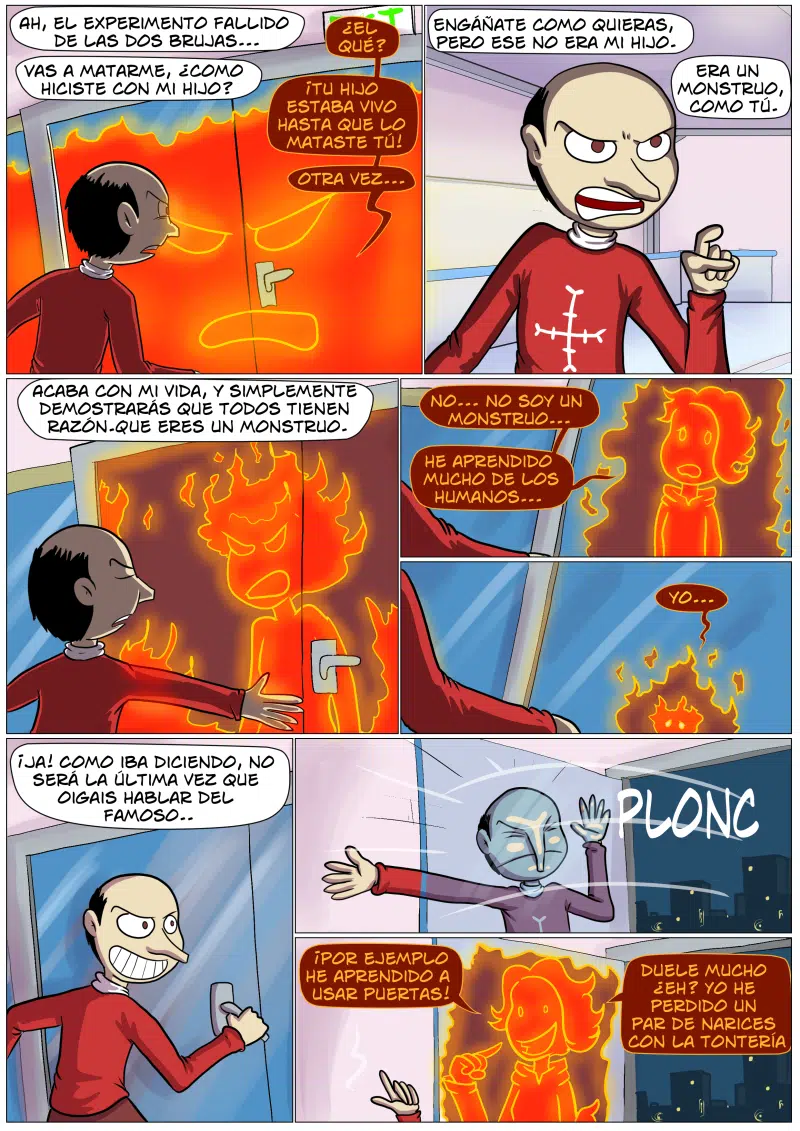 AH, EL EXPERIMENTO FALLIDO
DE LAS DOS BRUJAS...
¿EL
QUÉ?
VAS A MATARME, ¿COMO
HICISTE CON MI HIJO?
¡TU HIJO
ESTABA VIVO
HASTA QUE LO
MATASTE TÚ!
OTRA VEZ...
ENGÁÑATE COMO QUIERAS,
PERO ESE NO ERA MI HIJO.
ERA UN
MONSTRUO,
COMO TÚ.
ACABA CON MI VIDA, Y SIMPLEMENTE
DEMOSTRARÁS QUE TODOS TIENEN
RAZÓN.QUE ERES UN MONSTRUO.
NO... NO SOY UN
MONSTRUO...
HE APRENDIDO
MUCHO DE LOS
HUMANOS...
YO...
¡JA! COMO IBA DICIENDO, NO
SERÁ LA ÚLTIMA VEZ QUE
OIGAIS HABLAR DEL
FAMOSO..
PLONC
¡POR EJEMPLO
HE APRENDIDO A
USAR PUERTAS!
DUELE MUCHO
¿EH? YO HE
PERDIDO UN
PAR DE NARICES
CON LA TONTERÍA